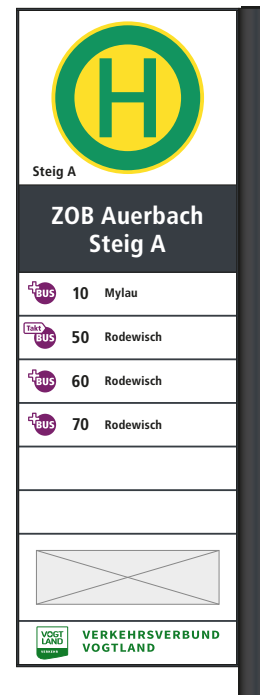 H
Steig A
ZOB Auerbach
Steig A
+BUS 10 Mylau
Takt BUS 50 Rodewisch
+BUS 60 Rodewisch
+BUS 70 Rodewisch
VOGT
LAND
VERKEHR
VERKEHRSVERBUND
VOGTLAND